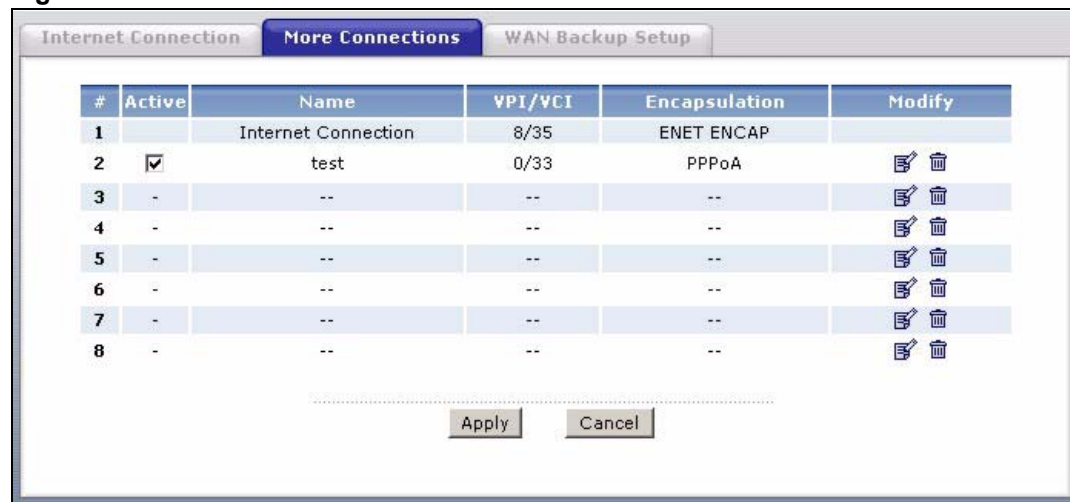 Internet Connection More Connections WAN Backup Setup
# Active Name VPI/VCI Encapsulation Modify
1 Internet Connection 8/35 ENET ENCAP
2 test 0/33 PPPoA
3 - -- -- --
4 - -- -- --
5 - -- -- --
6 - -- -- --
7 - -- -- --
8 - -- -- --
Apply Cancel